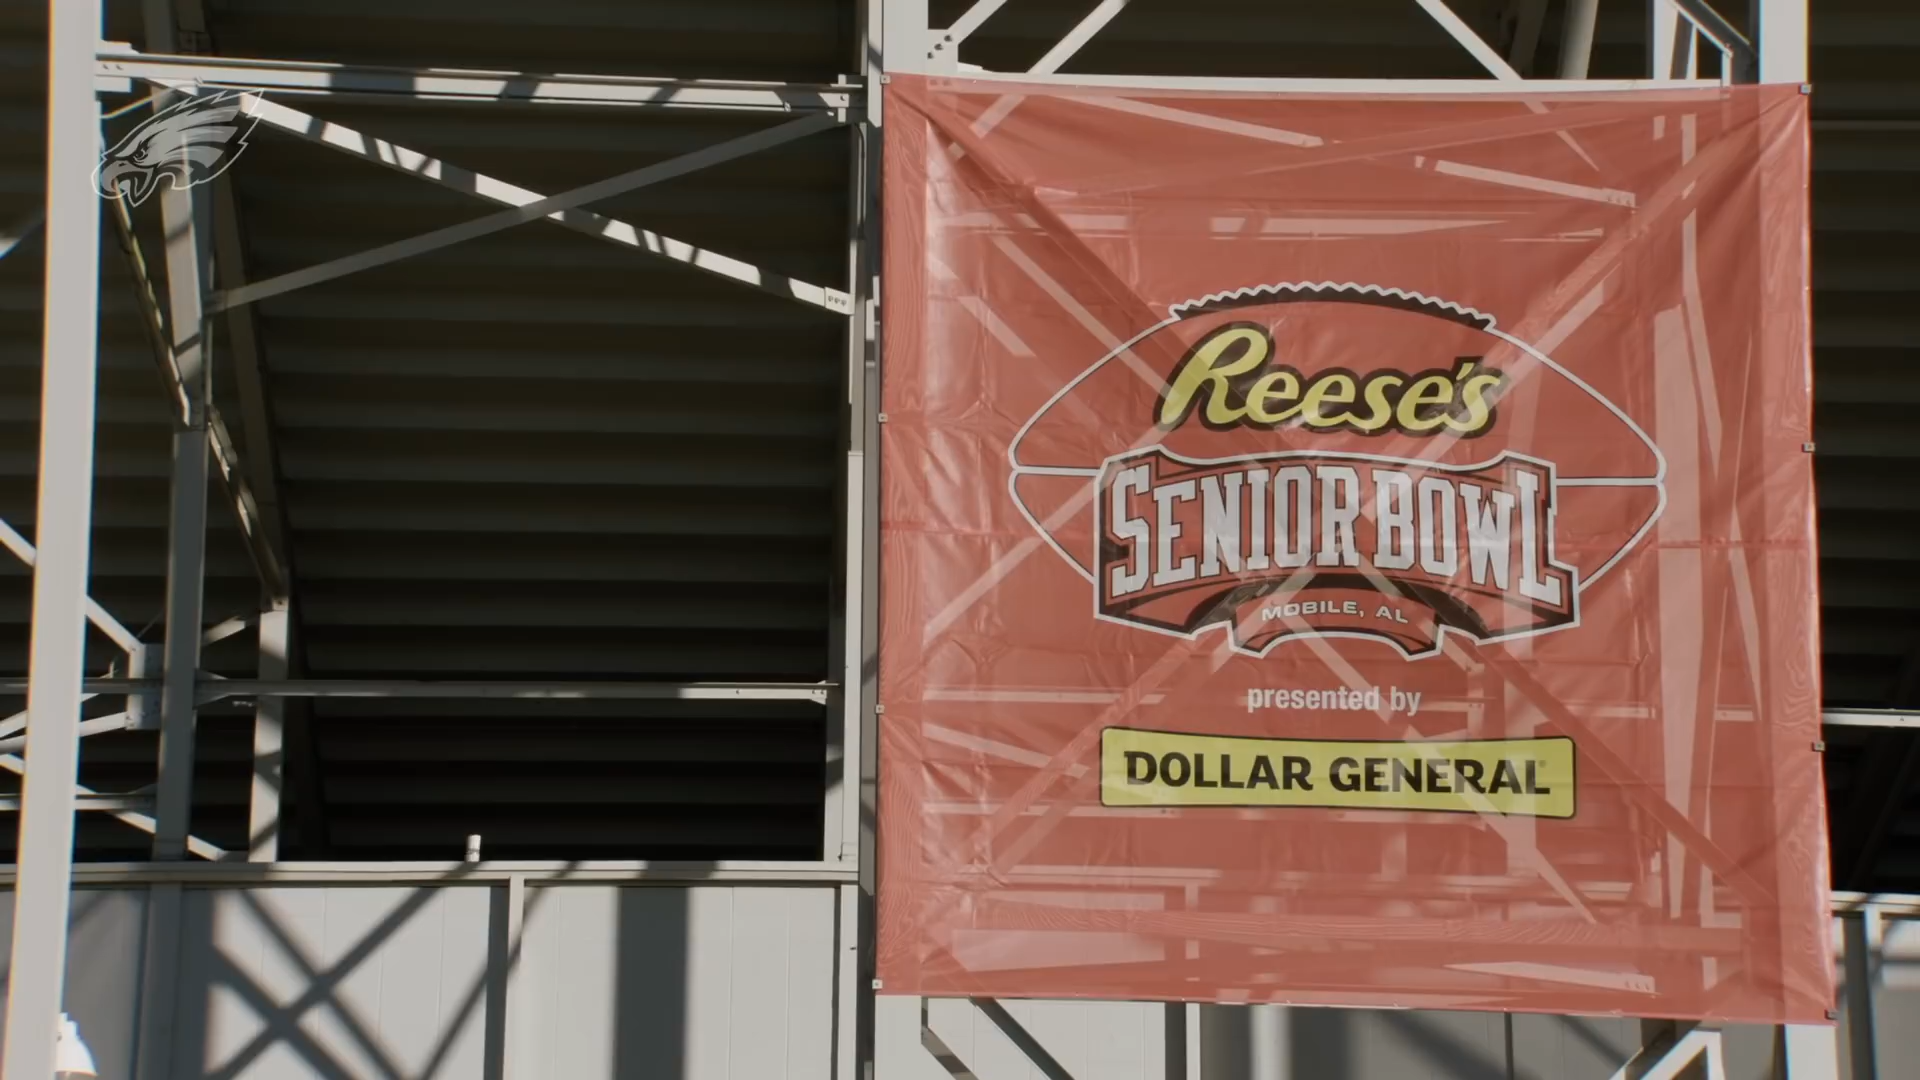 Reese's
SENIOR BOWL
MOBILE, AL
presented by
DOLLAR GENERAL